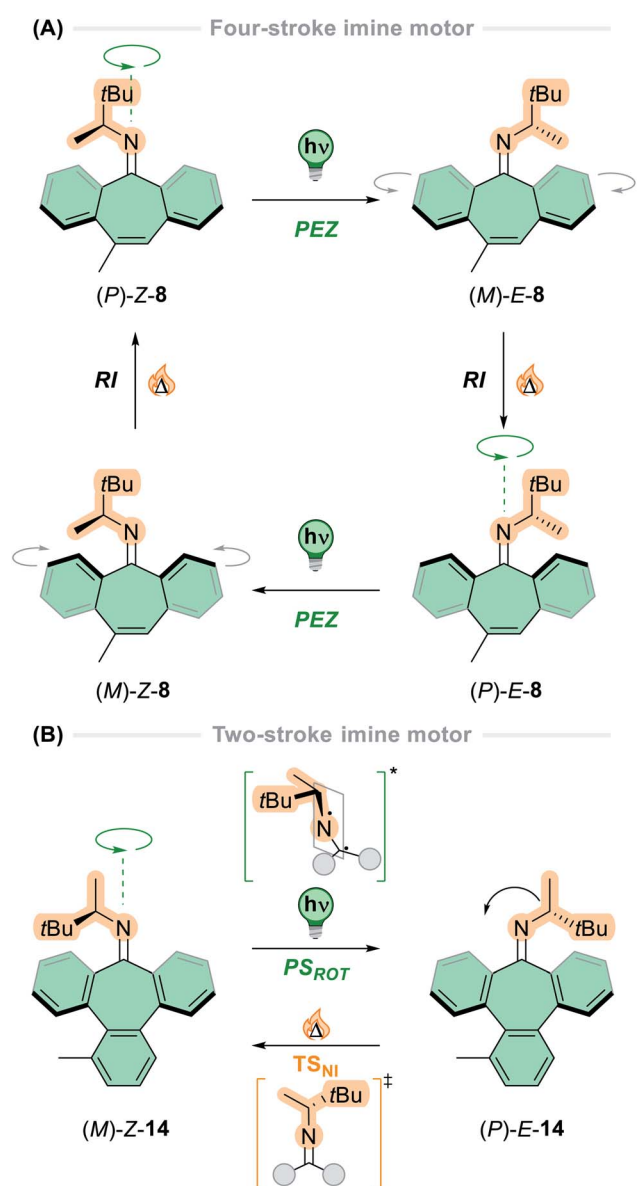 (A) Four-stroke imine motor
tBu
N
hν
PEZ
tBu
N
(P)-Z-8
(M)-E-8
RI
Δ
RI
Δ
tBu
N
hν
PEZ
tBu
N
(M)-Z-8
(P)-E-8
(B) Two-stroke imine motor
*
tBu
N
tBu
N
hν
PSROT
N
tBu
Δ
TSNI
‡
tBu
N
(M)-Z-14
(P)-E-14